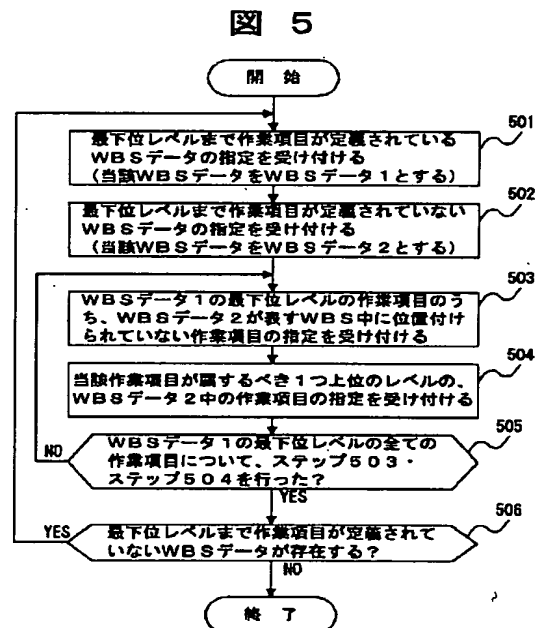 図 5
開 始
501
最下位レベルまで作業項目が定義されている
WBSデータの指定を受け付ける
(当該WBSデータをWBSデータ1とする)
502
最下位レベルまで作業項目が定義されていない
WBSデータの指定を受け付ける
(当該WBSデータをWBSデータ2とする)
503
WBSデータ1の最下位レベルの作業項目のう
ち、WBSデータ2が表すWBS中に位置付け
られていない作業項目の指定を受け付ける
504
当該作業項目が属するべき1つ上位のレベルの、
WBSデータ2中の作業項目の指定を受け付ける
505
WBSデータ1の最下位レベルの全ての
作業項目について、ステップ503・
ステップ504を行った?
NO
YES
506
最下位レベルまで作業項目が定義されて
いないWBSデータが存在する?
YES
NO
終 了